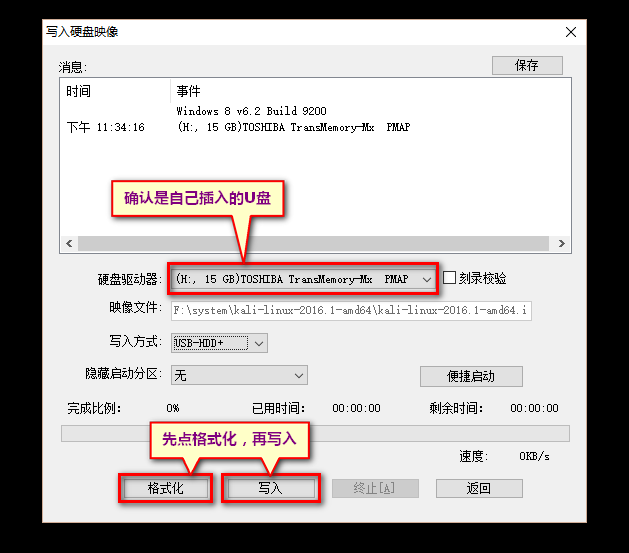 写入硬盘映像
消息:
保存
时间 事件
Windows 8 v6.2 Build 9200
下午 11:34:16 (H:, 15 GB)TOSHIBA TransMemory-Mx PMAP
确认是自己插入的U盘
硬盘驱动器: (H:, 15 GB)TOSHIBA TransMemory-Mx PMAP 刻录校验
映像文件: F:\system\kali-linux-2016.1-amd64\kali-linux-2016.1-amd64.i
写入方式: USB-HDD+
隐藏启动分区: 无 便捷启动
完成比例: 0% 已用时间: 00:00:00 剩余时间: 00:00:00
先点格式化，再写入
速度: 0KB/s
格式化 写入 终止[A] 返回